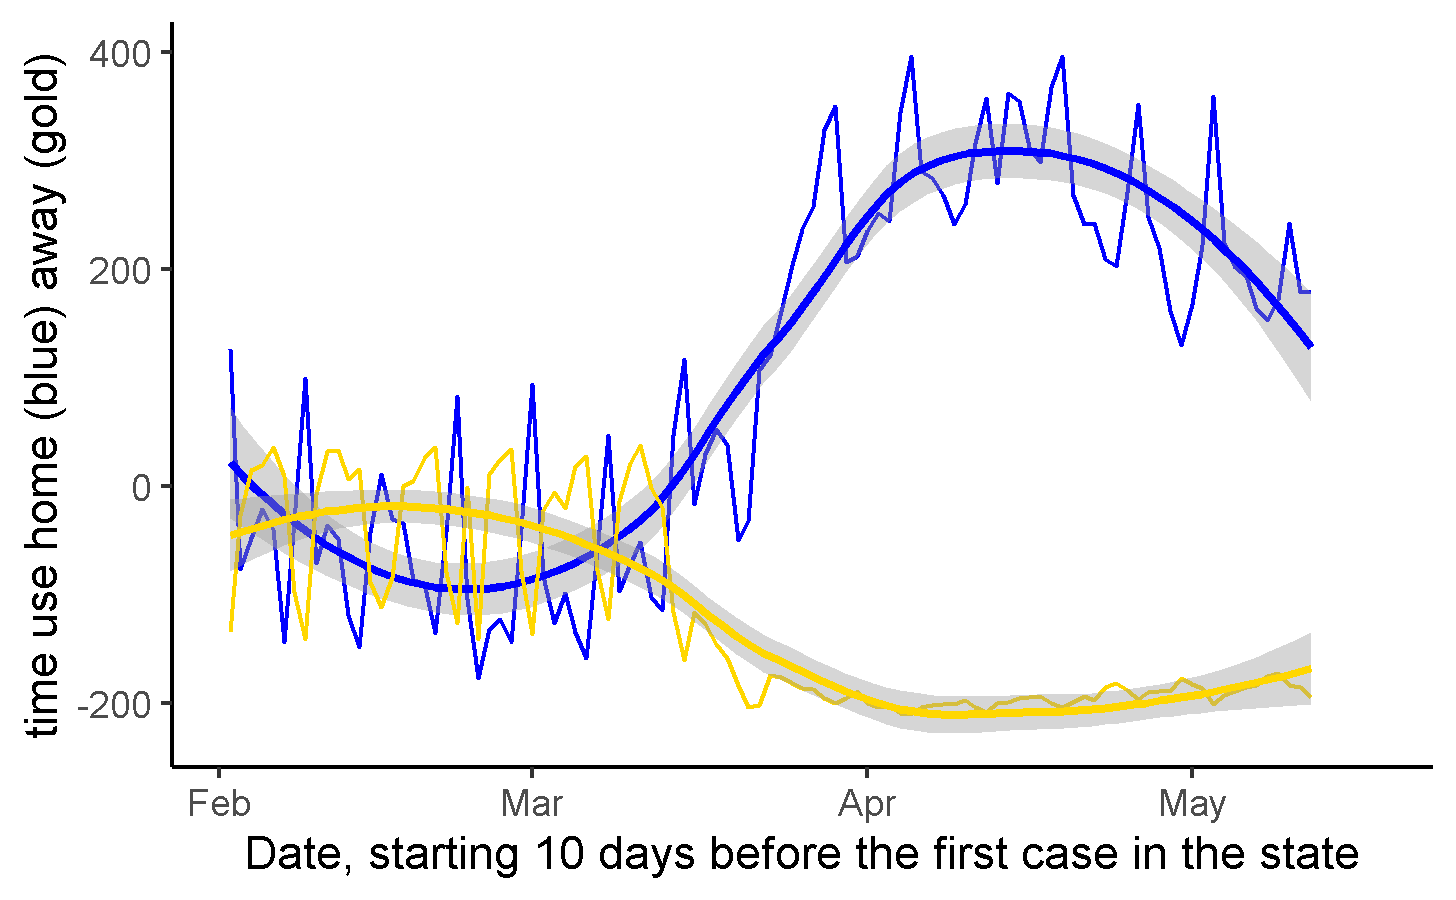 time use home (blue) away (gold)
400
200
0
-200
Feb Mar Apr May
Date, starting 10 days before the first case in the state